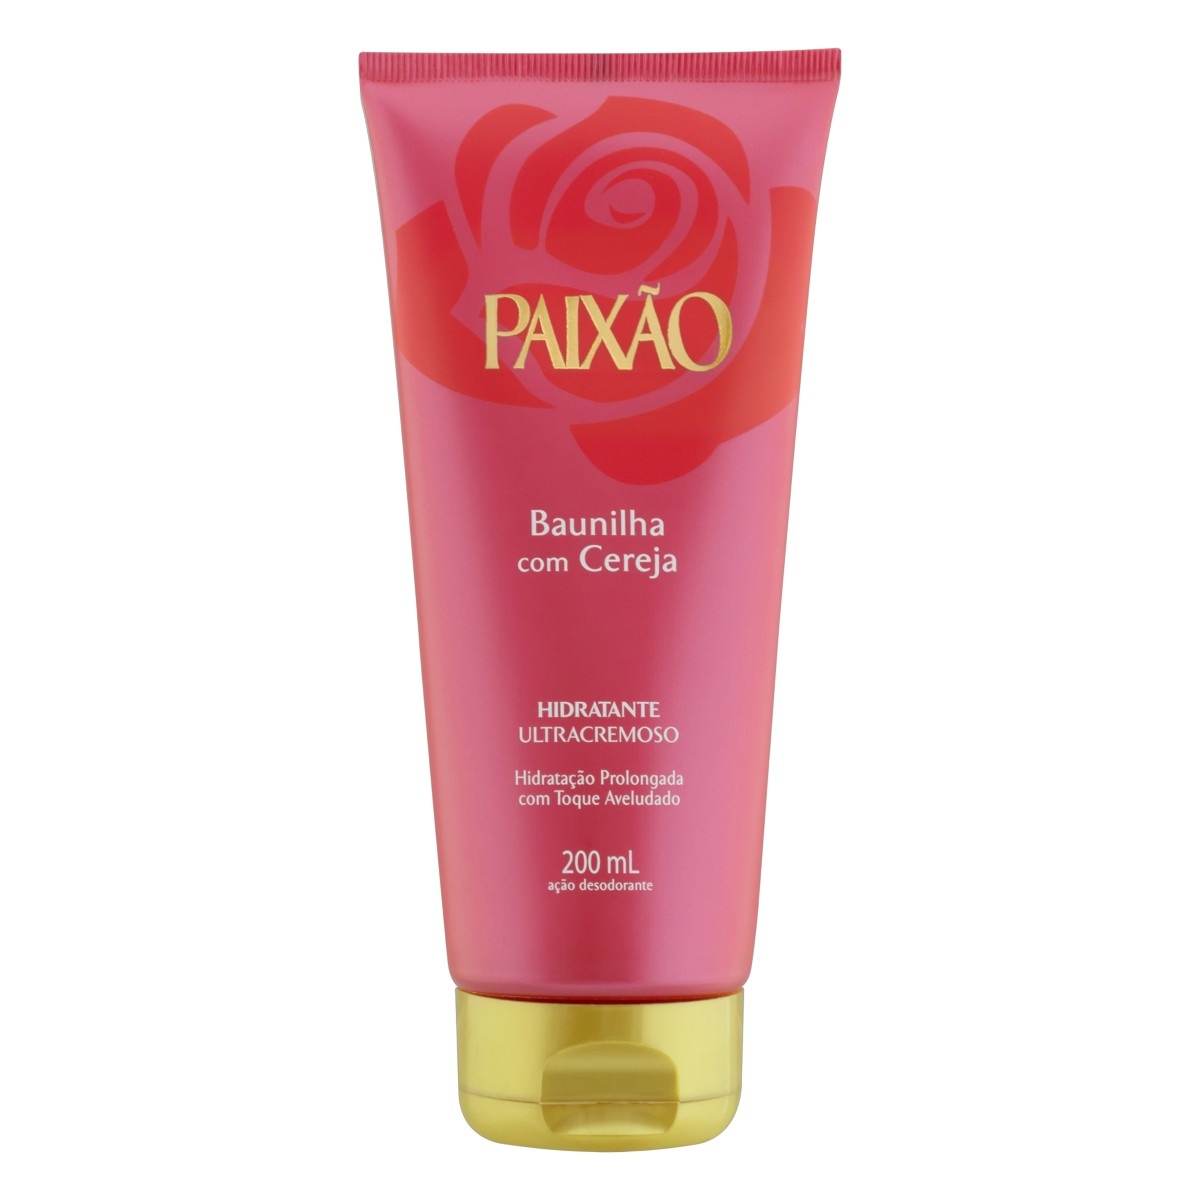 PAIXÃO
Baunilha
com Cereja
HIDRATANTE
ULTRACREMOSO
Hidratação Prolongada
com Toque Aveludado
200 mL
ação desodorante